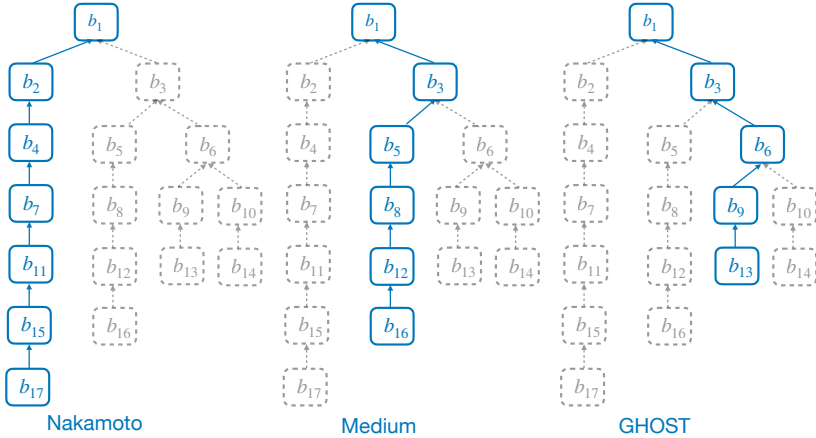 b₁ b₁ b₁
b₂ b₃ b₂ b₃ b₂ b₃
b₄ b₅ b₆ b₄ b₅ b₆ b₄ b₅ b₆
b₇ b₈ b₉ b₁₀ b₇ b₈ b₉ b₁₀ b₇ b₈ b₉ b₁₀
b₁₁ b₁₂ b₁₃ b₁₄ b₁₁ b₁₂ b₁₃ b₁₄ b₁₁ b₁₂ b₁₃ b₁₄
b₁₅ b₁₆ b₁₅ b₁₆ b₁₅ b₁₆
b₁₇ b₁₇ b₁₇
Nakamoto Medium GHOST